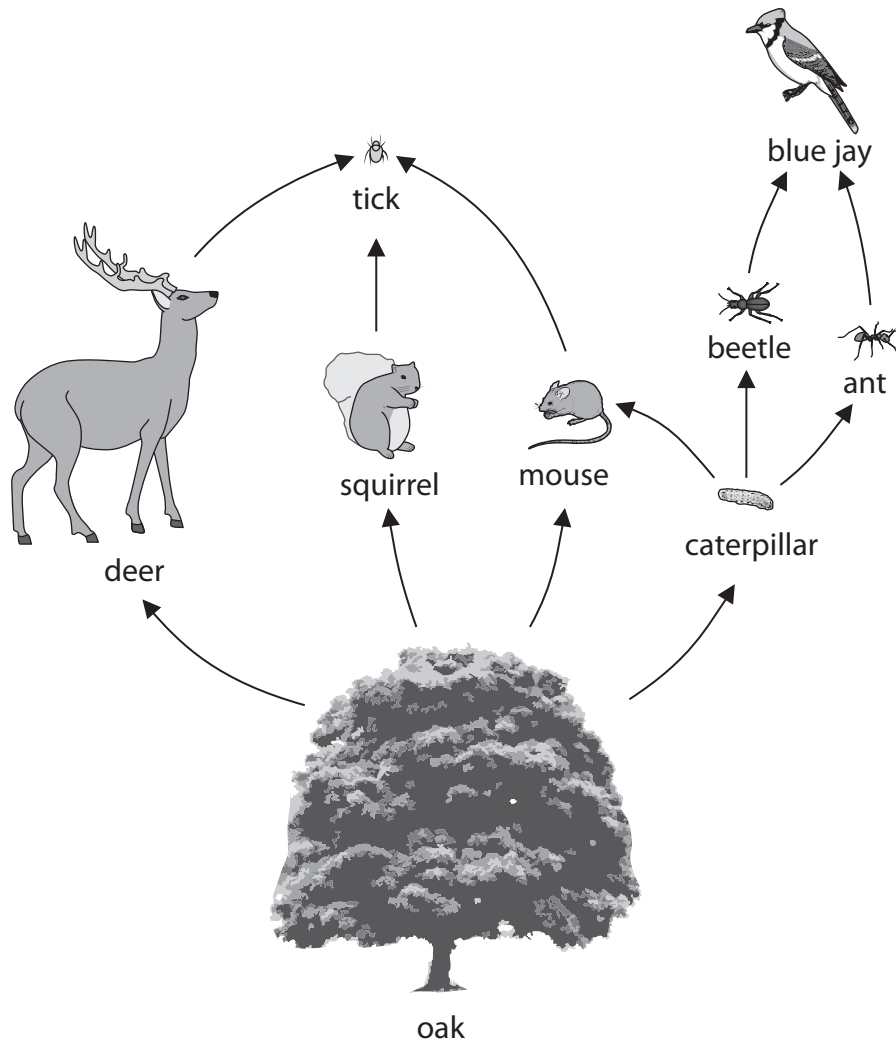 blue jay
tick
beetle
ant
mouse
squirrel
caterpillar
deer
oak